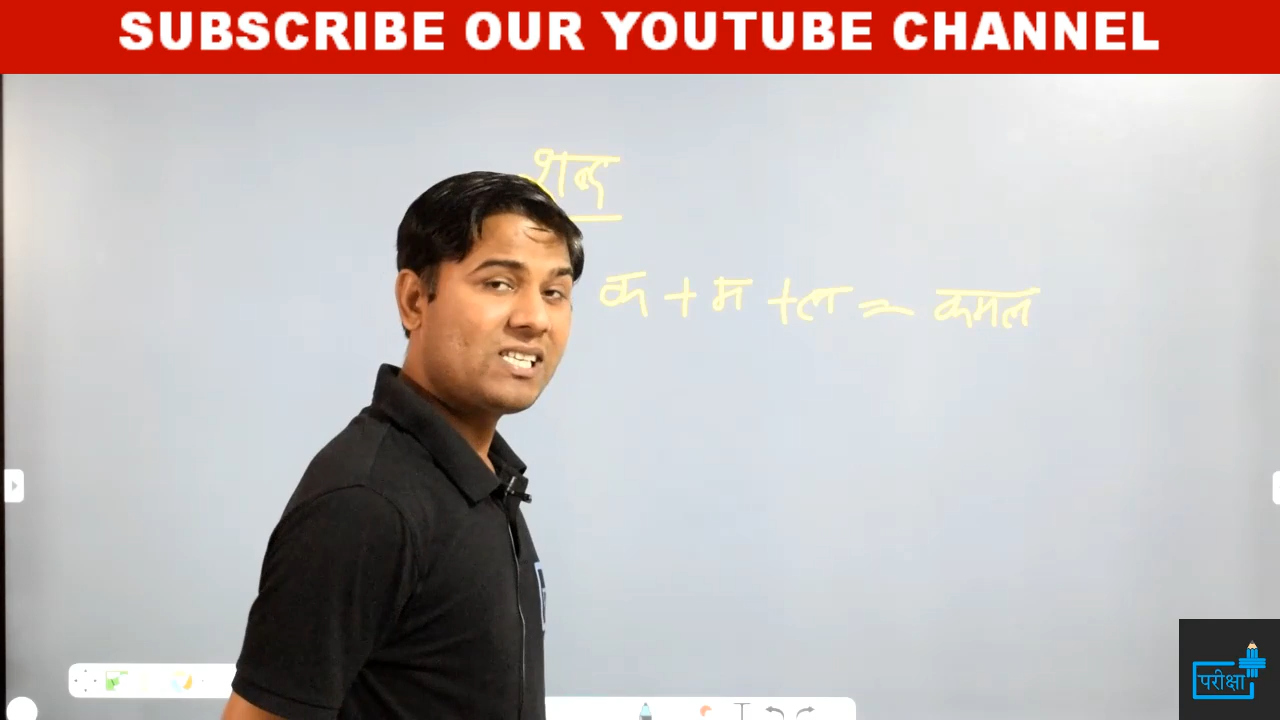 SUBSCRIBE OUR YOUTUBE CHANNEL
शब्द
क + म + ल = कमल
परीक्षा